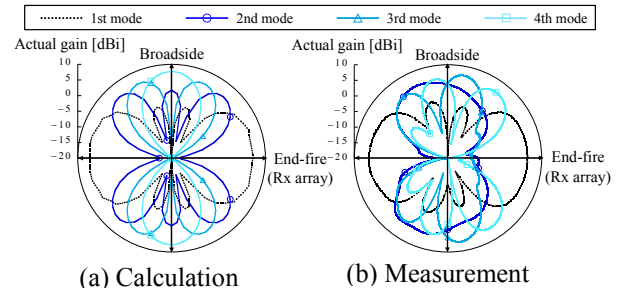 1st mode 2nd mode 3rd mode 4th mode
Actual gain [dBi] Actual gain [dBi]
Broadside Broadside
10 10
5 5
0 0
−5 −5
−10 −10
−15 −15
−20 −20
End-fire End-fire
(Rx array) (Rx array)
(a) Calculation (b) Measurement